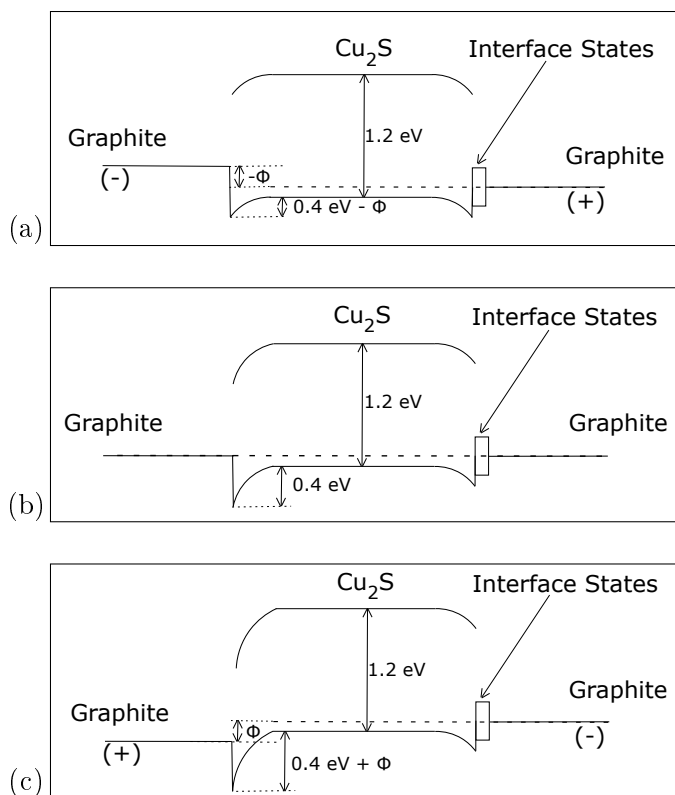 Cu₂S
Interface States
Graphite
1.2 eV
Graphite
(-)
-Φ
(+)
0.4 eV - Φ
(a)
Cu₂S
Interface States
Graphite
1.2 eV
Graphite
0.4 eV
(b)
Cu₂S
Interface States
1.2 eV
Graphite
Graphite
(+)
Φ
(-)
0.4 eV + Φ
(c)